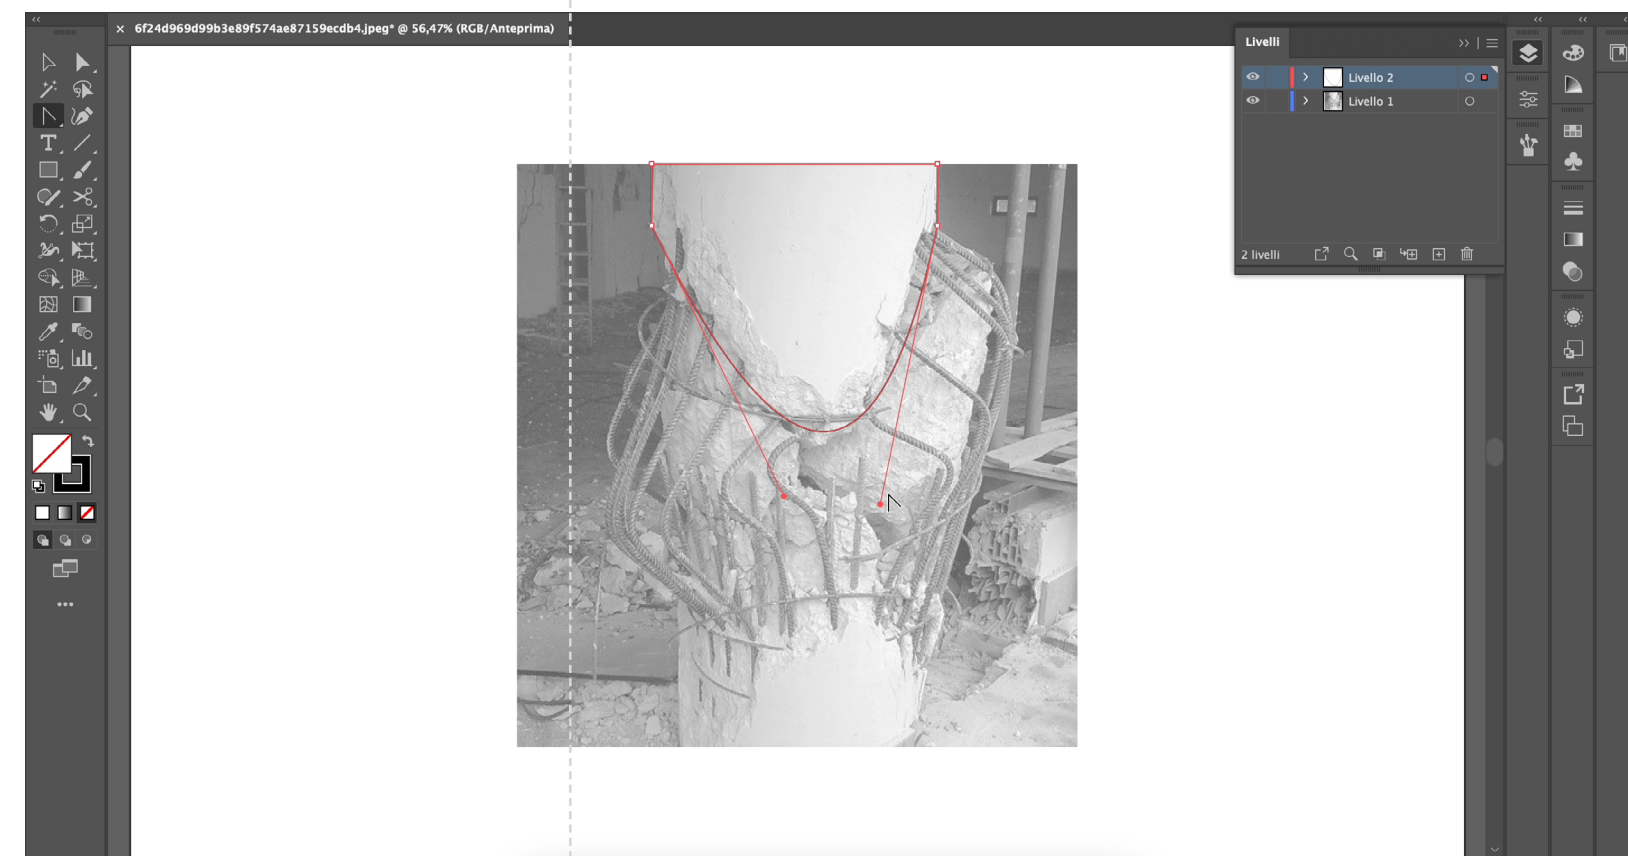 6f24d969d99b3e89f574ae87159ecdb4.jpeg* @ 56,47% (RGB/Anteprima)
Livelli
Livello 2
Livello 1
2 livelli